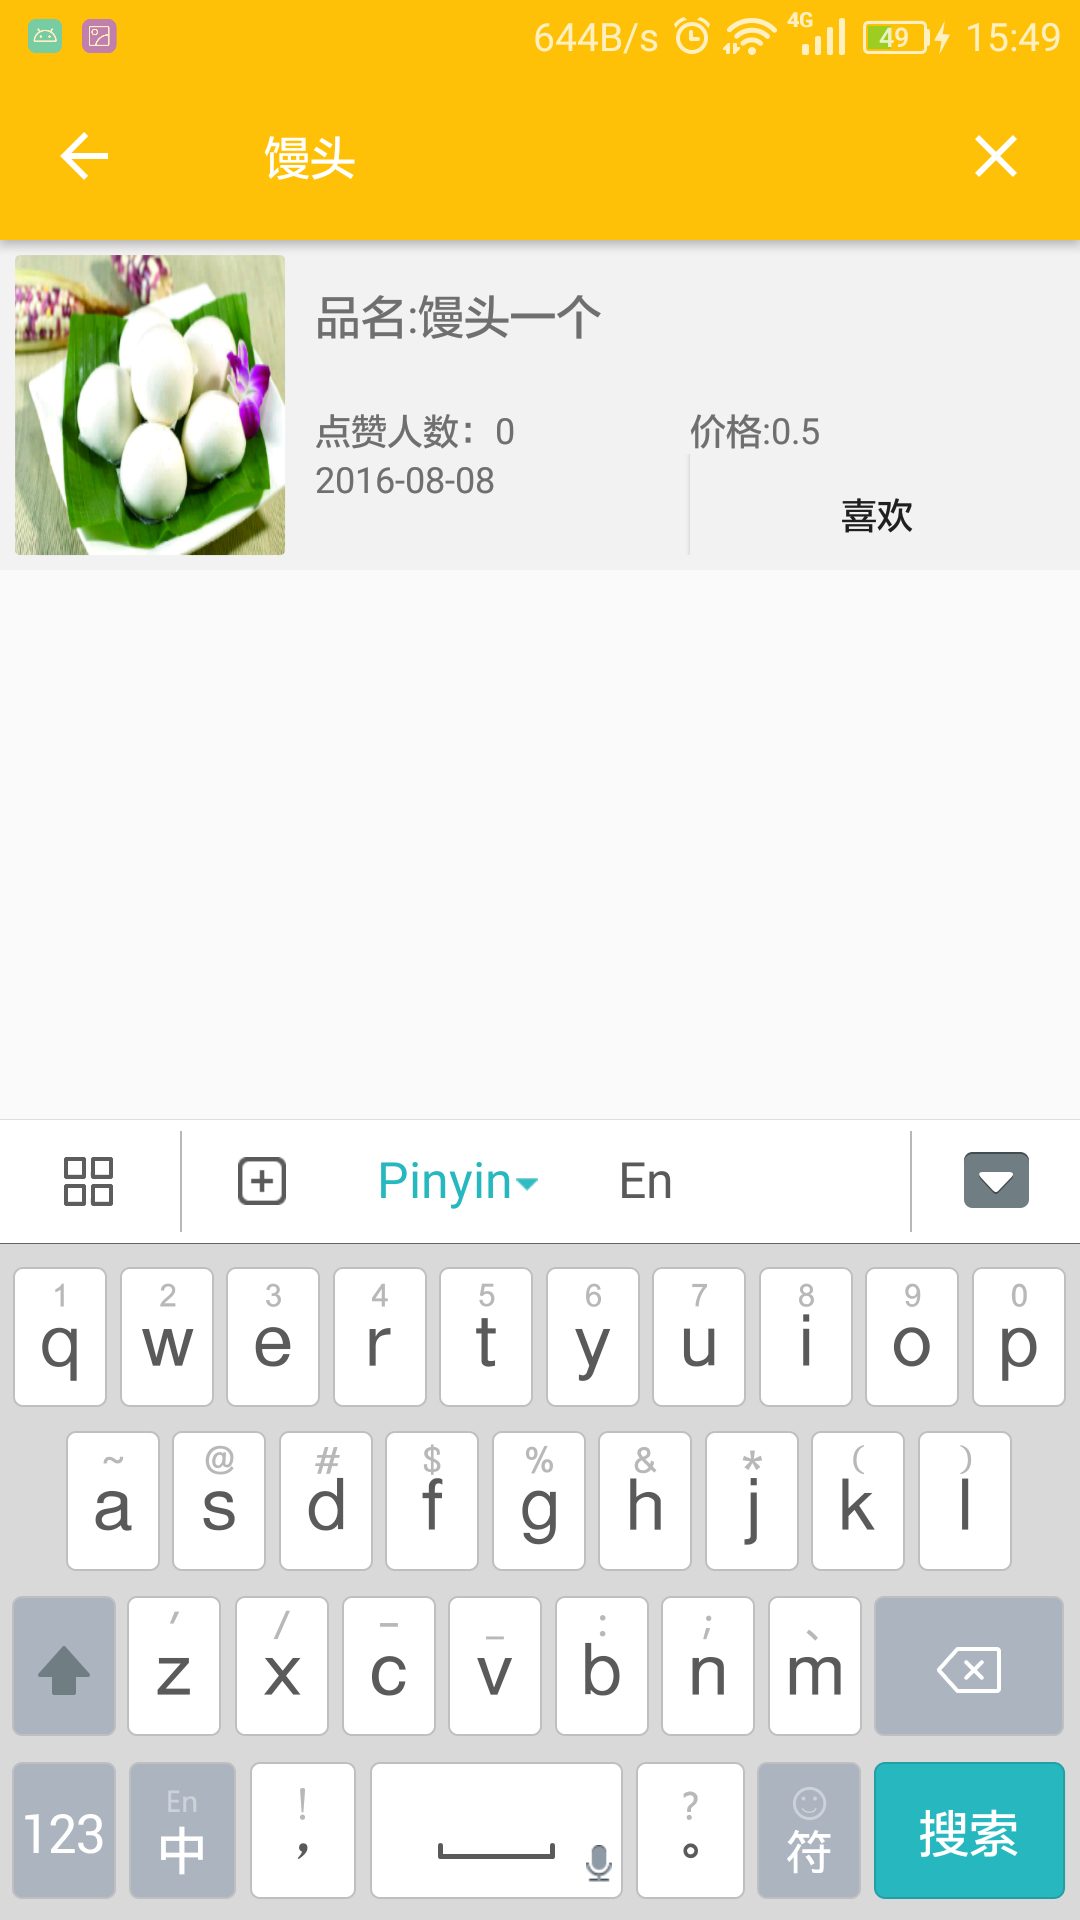 644B/s 4G 49 15:49
馒头
品名:馒头一个
点赞人数：0 价格:0.5
2016-08-08
喜欢
Pinyin En
1 2 3 4 5 6 7 8 9 0
q w e r t y u i o p
~ @ # $ % & * ( )
a s d f g h j k l
′ / − _ : ; 、
z x c v b n m
En ! ?
123 中 ， 。 符 搜索